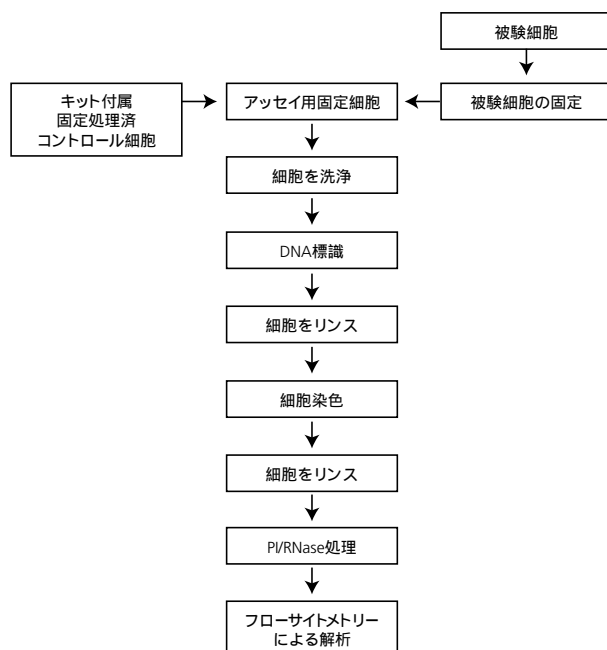 被験細胞
キット付属
固定処理済
コントロール細胞
アッセイ用固定細胞
被験細胞の固定
細胞を洗浄
DNA標識
細胞をリンス
細胞染色
細胞をリンス
PI/RNase処理
フローサイトメトリー
による解析